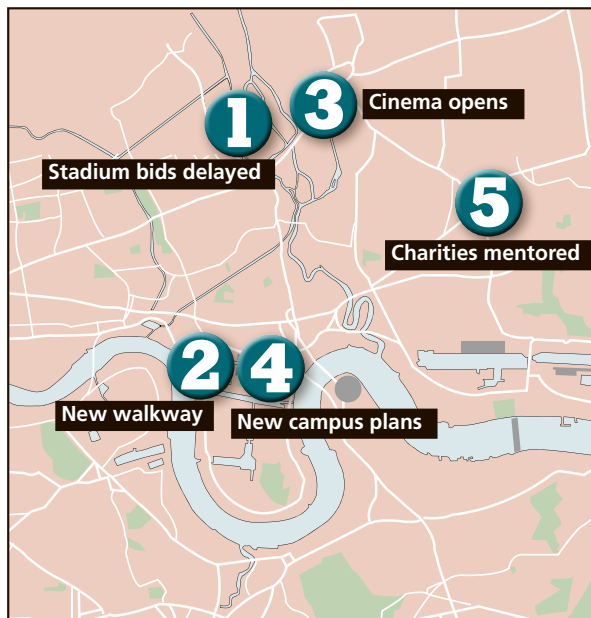 1
3
Cinema opens
Stadium bids delayed
5
Charities mentored
2
4
New walkway
New campus plans